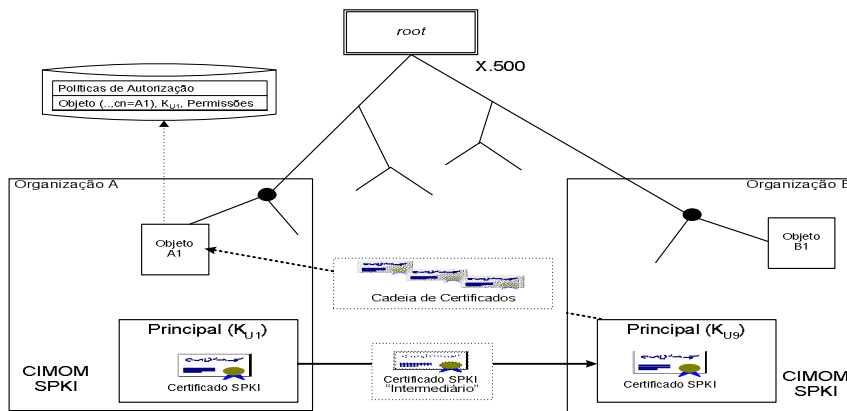 root
X.500
Políticas de Autorização
Objeto (..,cn=A1), KU1, Permissões
Organização A
Organização B
Objeto
A1
Objeto
B1
Cadeia de Certificados
Principal (KU1)
Certificado SPKI
CIMOM
SPKI
Certificado SPKI
"Intermediário"
Principal (KU9)
Certificado SPKI
CIMOM
SPKI